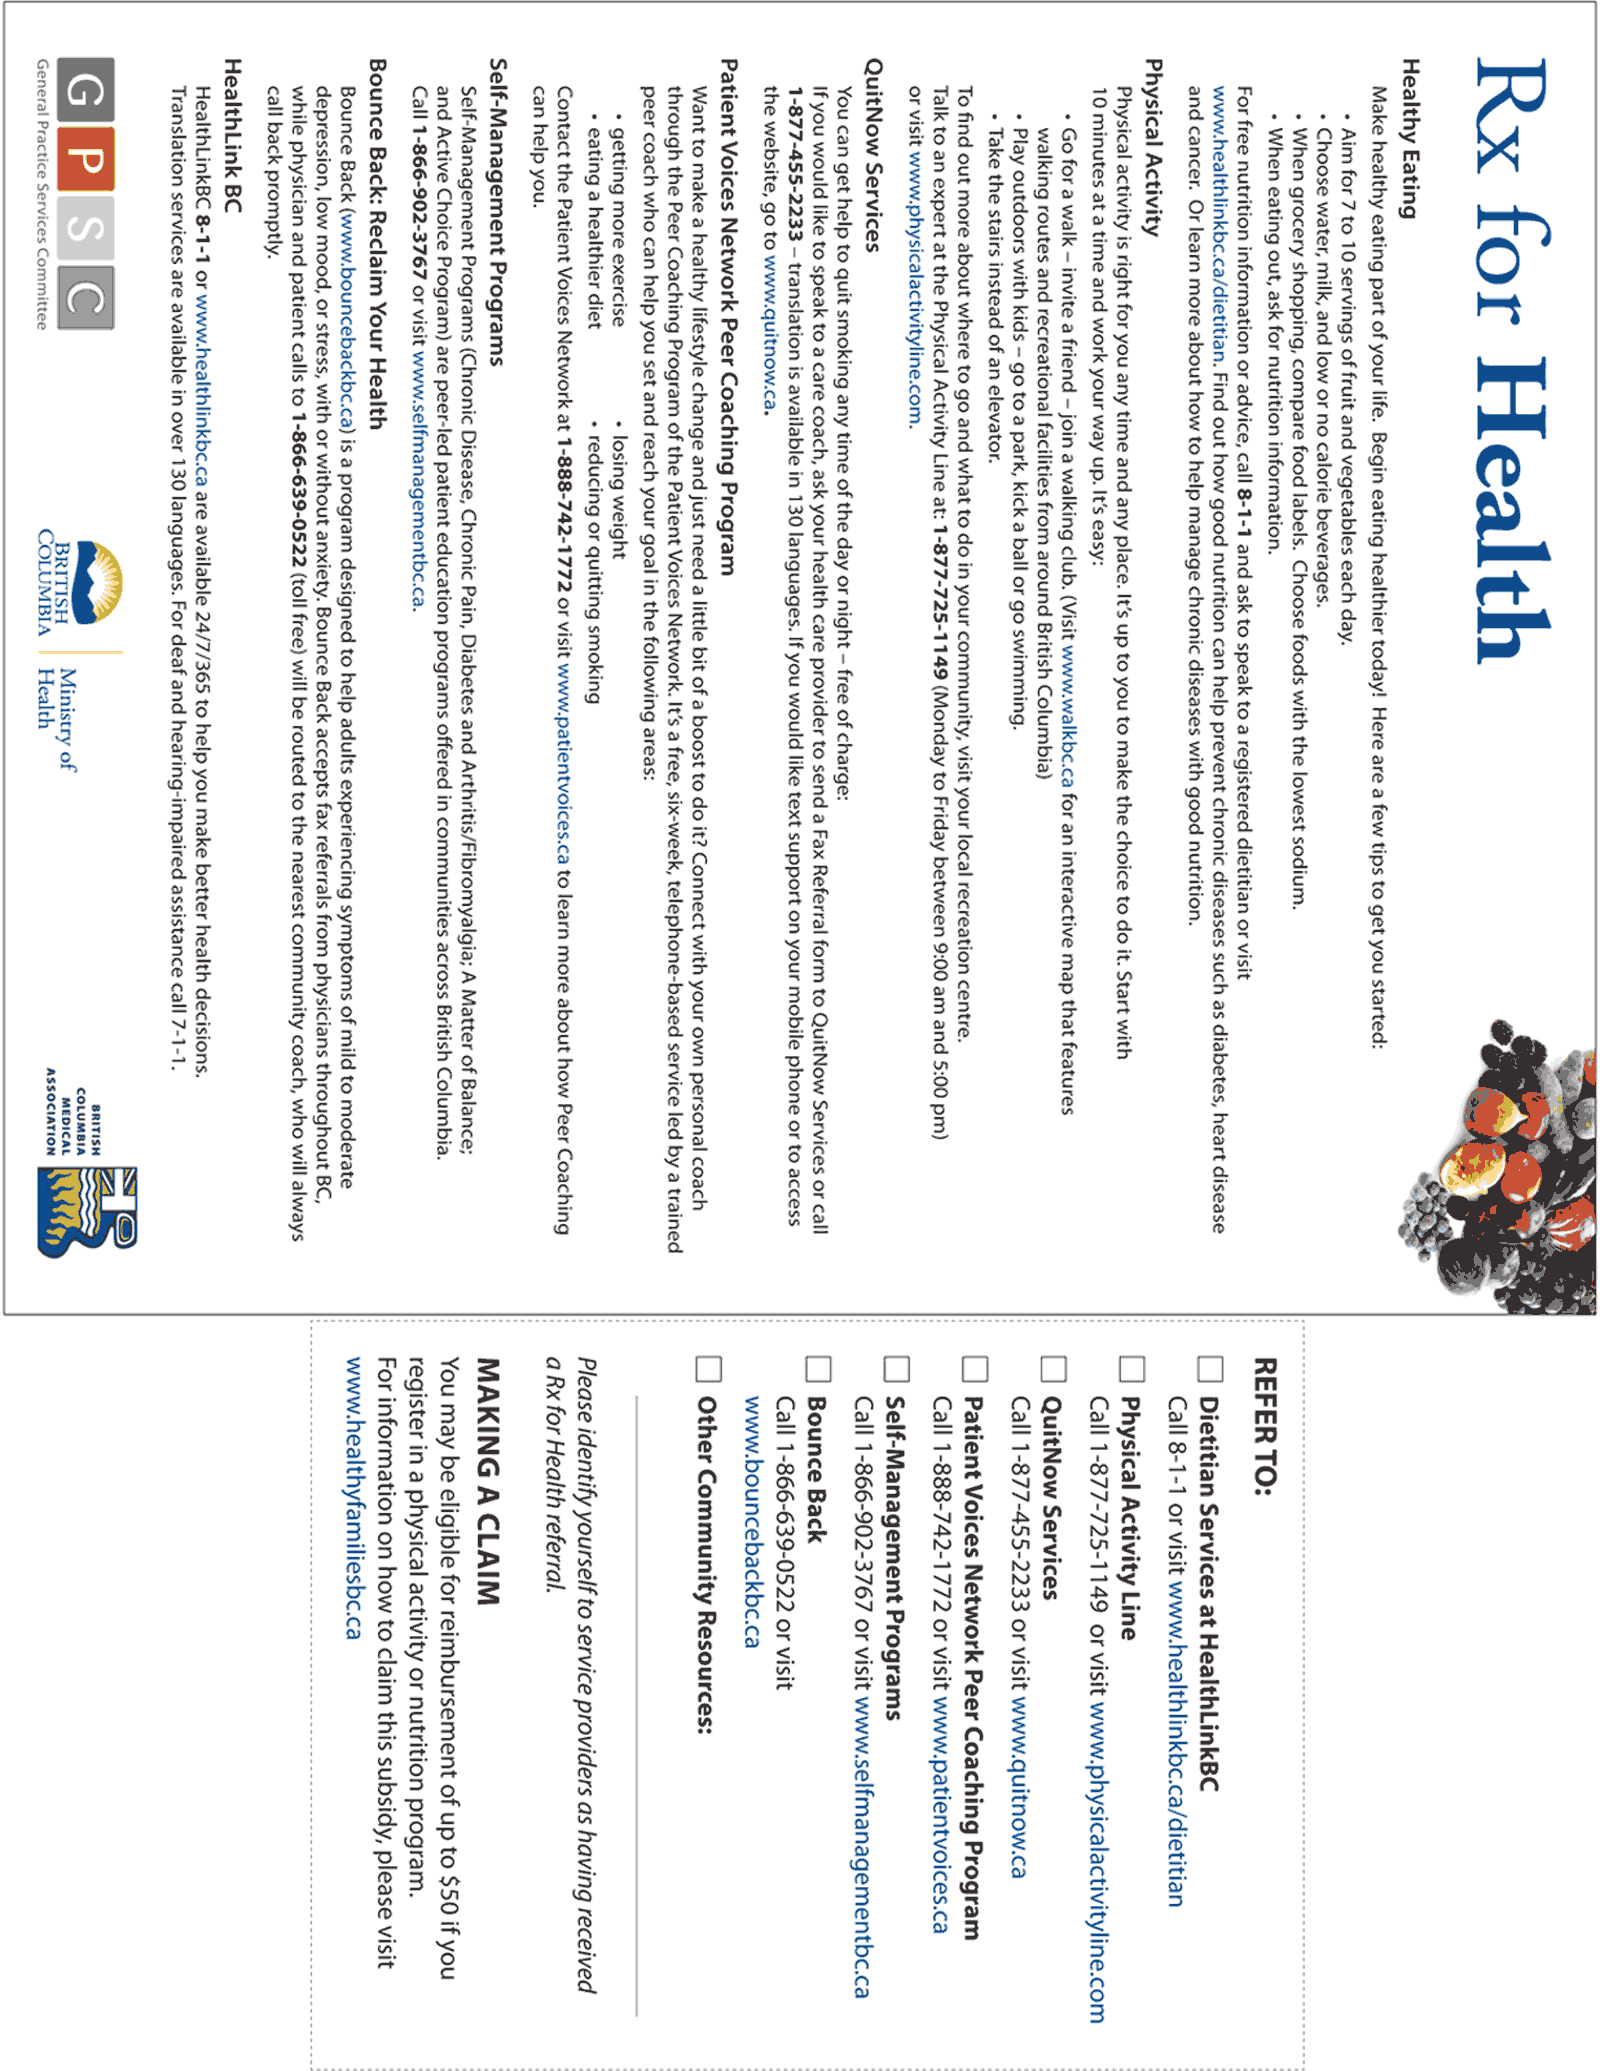 Rx for Health
Healthy Eating
Make healthy eating part of your life. Begin eating healthier today! Here are a few tips to get you started:
• Aim for 7 to 10 servings of fruit and vegetables each day.
• Choose water, milk, and low or no calorie beverages.
• When grocery shopping, compare food labels. Choose foods with the lowest sodium.
• When eating out, ask for nutrition information.
For free nutrition information or advice, call 8-1-1 and ask to speak to a registered dietitian or visit
www.healthlinkbc.ca/dietitian. Find out how good nutrition can help prevent chronic diseases such as diabetes, heart disease
and cancer. Or learn more about how to help manage chronic diseases with good nutrition.
Physical Activity
Physical activity is right for you any time and any place. It's up to you to make the choice to do it. Start with
10 minutes at a time and work your way up. It's easy:
• Go for a walk – invite a friend – join a walking club. (Visit www.walkbc.ca for an interactive map that features
walking routes and recreational facilities from around British Columbia)
• Play outdoors with kids – go to a park, kick a ball or go swimming.
• Take the stairs instead of an elevator.
To find out more about where to go and what to do in your community, visit your local recreation centre.
Talk to an expert at the Physical Activity Line at: 1-877-725-1149 (Monday to Friday between 9:00 am and 5:00 pm)
or visit www.physicalactivityline.com.
QuitNow Services
You can get help to quit smoking any time of the day or night – free of charge:
If you would like to speak to a care coach, ask your health care provider to send a Fax Referral form to QuitNow Services or call
1-877-455-2233 – translation is available in 130 languages. If you would like text support on your mobile phone or to access
the website, go to www.quitnow.ca.
Patient Voices Network Peer Coaching Program
Want to make a healthy lifestyle change and just need a little bit of a boost to do it? Connect with your own personal coach
through the Peer Coaching Program of the Patient Voices Network. It's a free, six-week, telephone-based service led by a trained
peer coach who can help you set and reach your goal in the following areas:
• getting more exercise • losing weight
• eating a healthier diet • reducing or quitting smoking
Contact the Patient Voices Network at 1-888-742-1772 or visit www.patientvoices.ca to learn more about how Peer Coaching
can help you.
Self-Management Programs
Self-Management Programs (Chronic Disease, Chronic Pain, Diabetes and Arthritis/Fibromyalgia; A Matter of Balance;
and Active Choice Program) are peer-led patient education programs offered in communities across British Columbia.
Call 1-866-902-3767 or visit www.selfmanagementbc.ca.
Bounce Back: Reclaim Your Health
Bounce Back (www.bouncebackbc.ca) is a program designed to help adults experiencing symptoms of mild to moderate
depression, low mood, or stress, with or without anxiety. Bounce Back accepts fax referrals from physicians throughout BC,
while physician and patient calls to 1-866-639-0522 (toll free) will be routed to the nearest community coach, who will always
call back promptly.
HealthLink BC
HealthLinkBC 8-1-1 or www.healthlinkbc.ca are available 24/7/365 to help you make better health decisions.
Translation services are available in over 130 languages. For deaf and hearing-impaired assistance call 7-1-1.
GPSC
General Practice Services Committee
BRITISH
COLUMBIA
Ministry of
Health
BRITISH
COLUMBIA
MEDICAL
ASSOCIATION
REFER TO:
Dietitian Services at HealthLinkBC
Call 8-1-1 or visit www.healthlinkbc.ca/dietitian
Physical Activity Line
Call 1-877-725-1149 or visit www.physicalactivityline.com
QuitNow Services
Call 1-877-455-2233 or visit www.quitnow.ca
Patient Voices Network Peer Coaching Program
Call 1-888-742-1772 or visit www.patientvoices.ca
Self-Management Programs
Call 1-866-902-3767 or visit www.selfmanagementbc.ca
Bounce Back
Call 1-866-639-0522 or visit
www.bouncebackbc.ca
Other Community Resources:
Please identify yourself to service providers as having received
a Rx for Health referral.
MAKING A CLAIM
You may be eligible for reimbursement of up to $50 if you
register in a physical activity or nutrition program.
For information on how to claim this subsidy, please visit
www.healthyfamiliesbc.ca